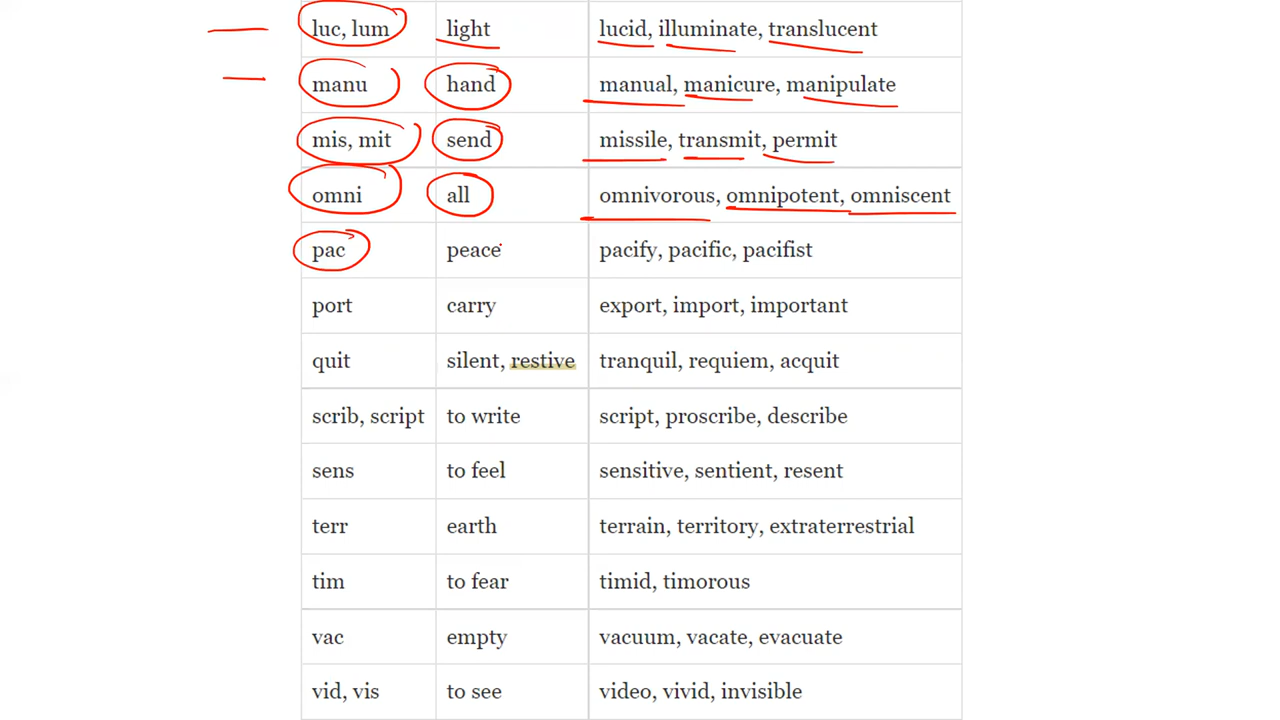 luc, lum light lucid, illuminate, translucent
manu hand manual, manicure, manipulate
mis, mit send missile, transmit, permit
omni all omnivorous, omnipotent, omniscent
pac peace pacify, pacific, pacifist
port carry export, import, important
quit silent, restive tranquil, requiem, acquit
scrib, script to write script, proscribe, describe
sens to feel sensitive, sentient, resent
terr earth terrain, territory, extraterrestrial
tim to fear timid, timorous
vac empty vacuum, vacate, evacuate
vid, vis to see video, vivid, invisible